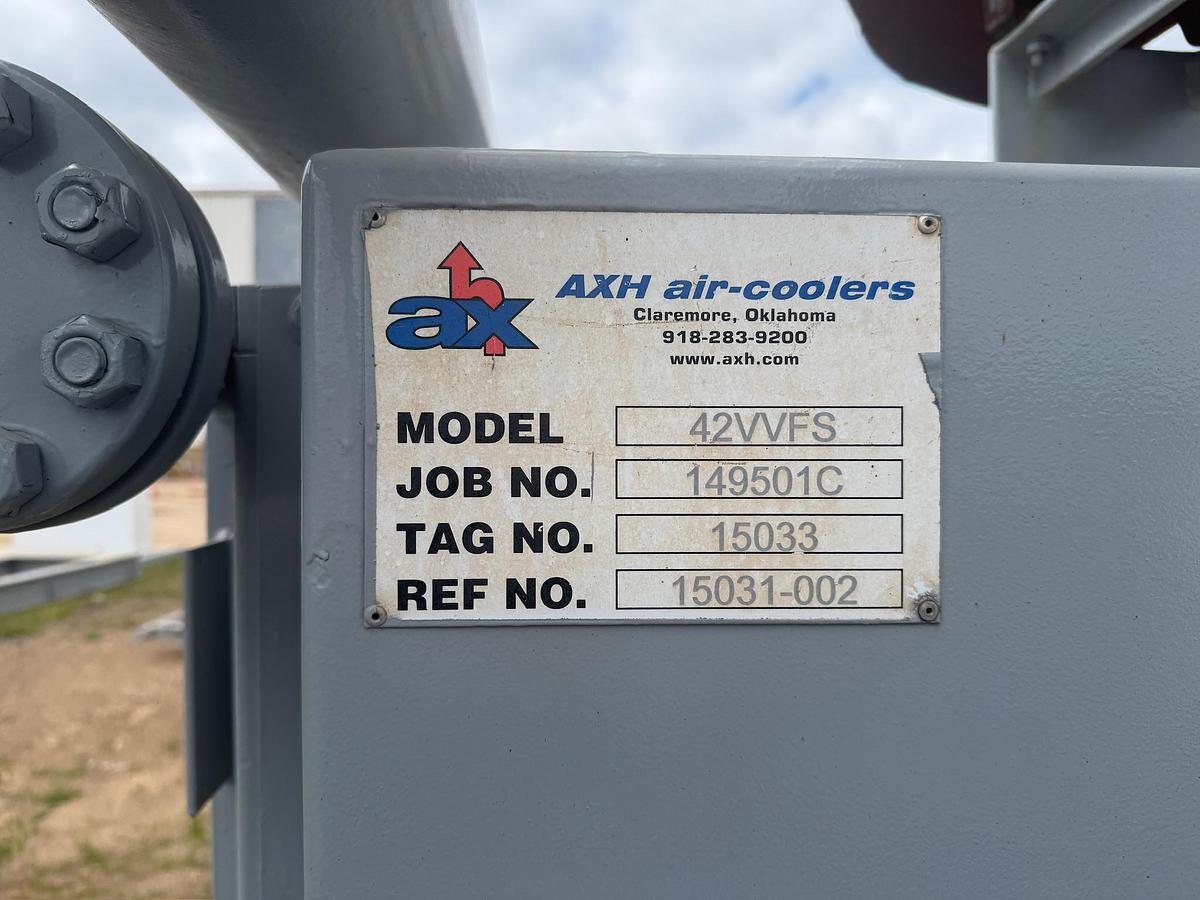 axh
AXH air-coolers
Claremore, Oklahoma
918-283-9200
www.axh.com
MODEL 42VVFS
JOB NO. 149501C
TAG NO. 15033
REF NO. 15031-002